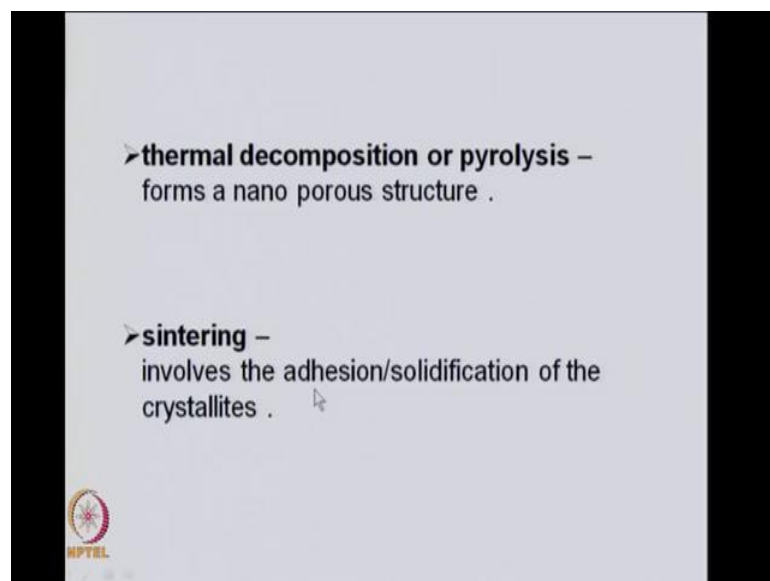 ➢thermal decomposition or pyrolysis –
forms a nano porous structure .
➢sintering –
involves the adhesion/solidification of the
crystallites .
NPTEL